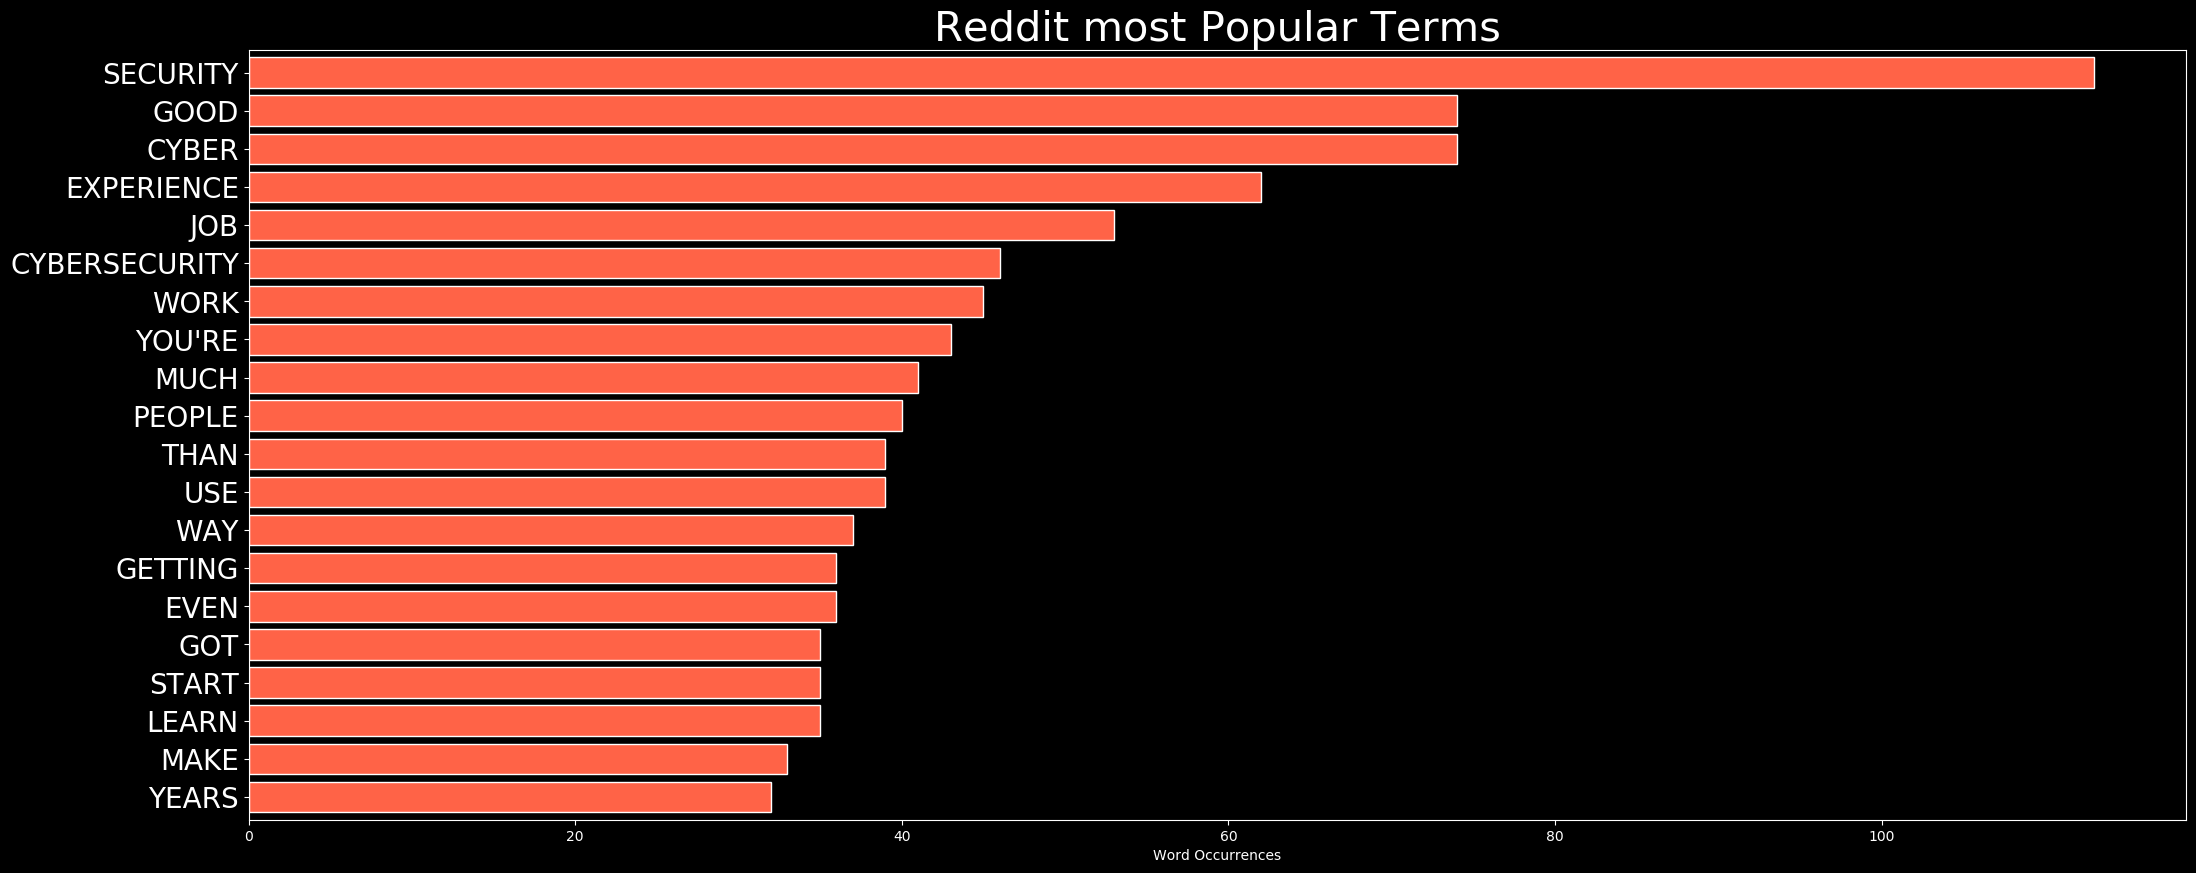 Reddit most Popular Terms
SECURITY
GOOD
CYBER
EXPERIENCE
JOB
CYBERSECURITY
WORK
YOU'RE
MUCH
PEOPLE
THAN
USE
WAY
GETTING
EVEN
GOT
START
LEARN
MAKE
YEARS
0 20 40 60 80 100
Word Occurrences